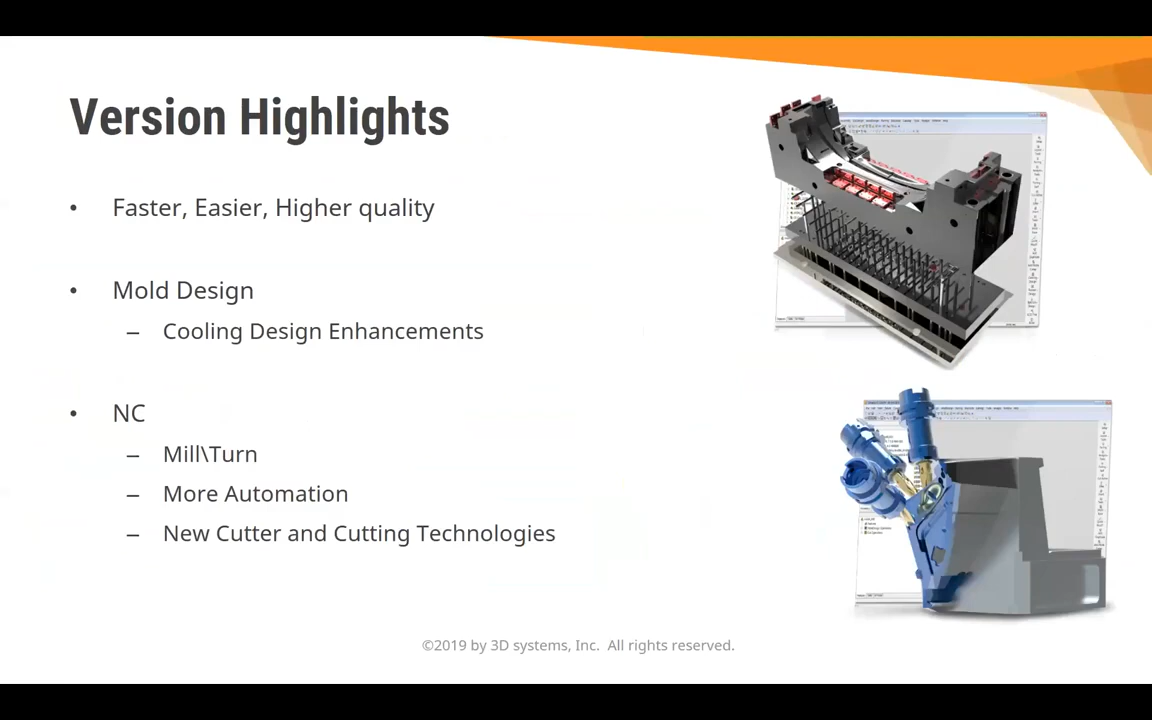 Version Highlights
• Faster, Easier, Higher quality
• Mold Design
– Cooling Design Enhancements
• NC
– Mill\Turn
– More Automation
– New Cutter and Cutting Technologies
©2019 by 3D systems, Inc. All rights reserved.